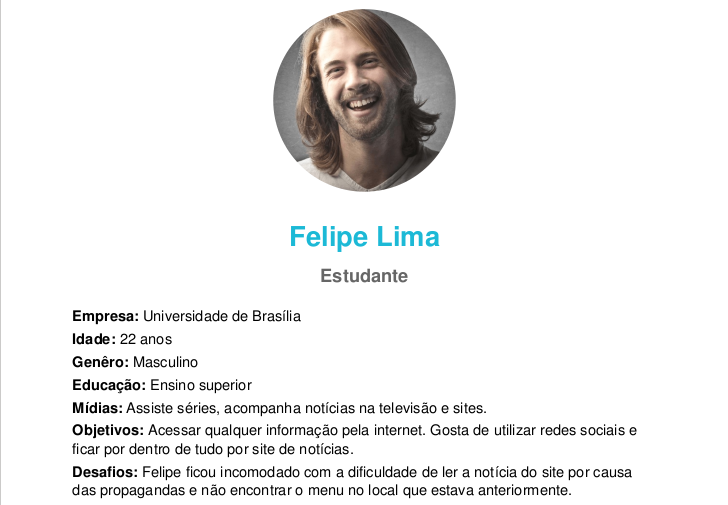 Felipe Lima
Estudante
Empresa: Universidade de Brasília
Idade: 22 anos
Genêro: Masculino
Educação: Ensino superior
Mídias: Assiste séries, acompanha notícias na televisão e sites.
Objetivos: Acessar qualquer informação pela internet. Gosta de utilizar redes sociais e
ficar por dentro de tudo por site de notícias.
Desafios: Felipe ficou incomodado com a dificuldade de ler a notícia do site por causa
das propagandas e não encontrar o menu no local que estava anteriormente.